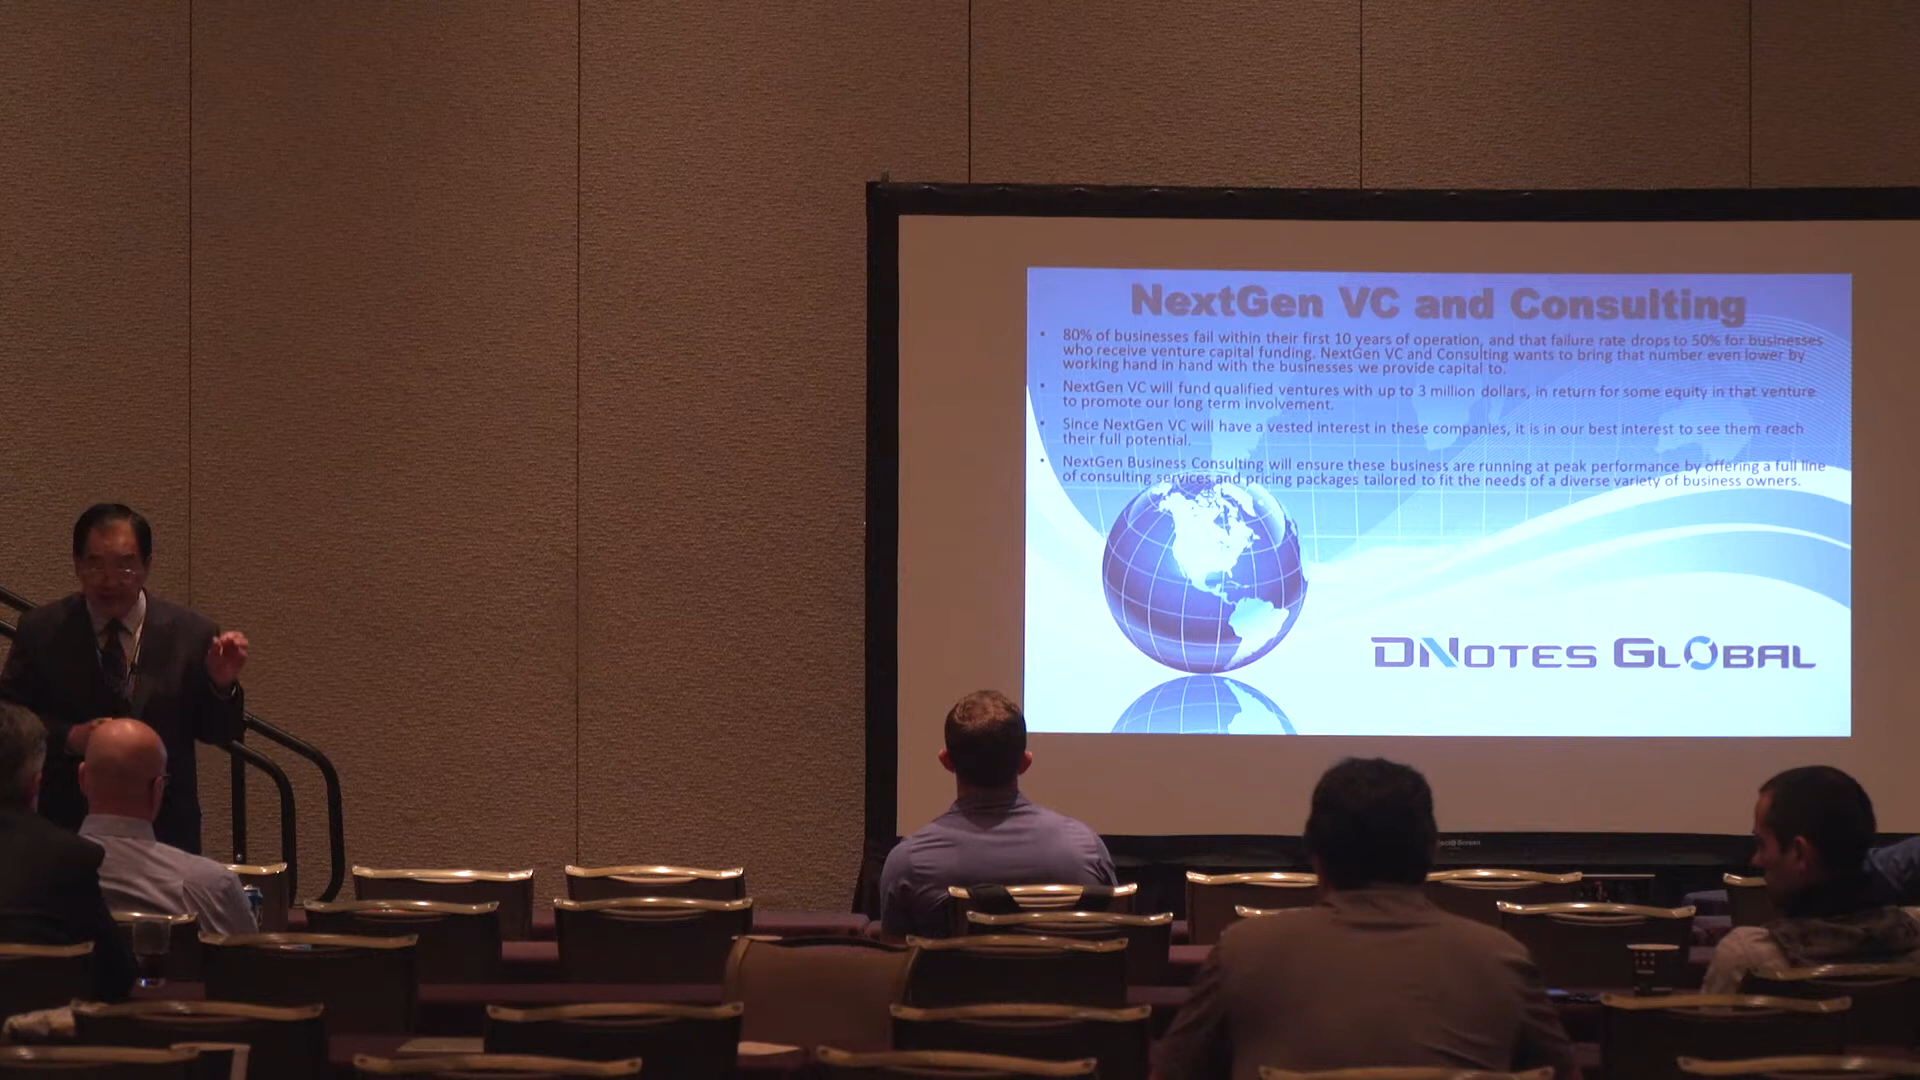 NextGen VC and Consulting
• 80% of businesses fail within their first 10 years of operation, and that failure rate drops to 50% for businesses
who receive venture capital funding. NextGen VC and Consulting wants to bring that number even lower by
working hand in hand with the businesses we provide capital to.
• NextGen VC will fund qualified ventures with up to 3 million dollars, in return for some equity in that venture
to promote our long term involvement.
• Since NextGen VC will have a vested interest in these companies, it is in our best interest to see them reach
their full potential.
• NextGen Business Consulting will ensure these business are running at peak performance by offering a full line
of consulting services and pricing packages tailored to fit the needs of a diverse variety of business owners.
DNOTES GLOBAL